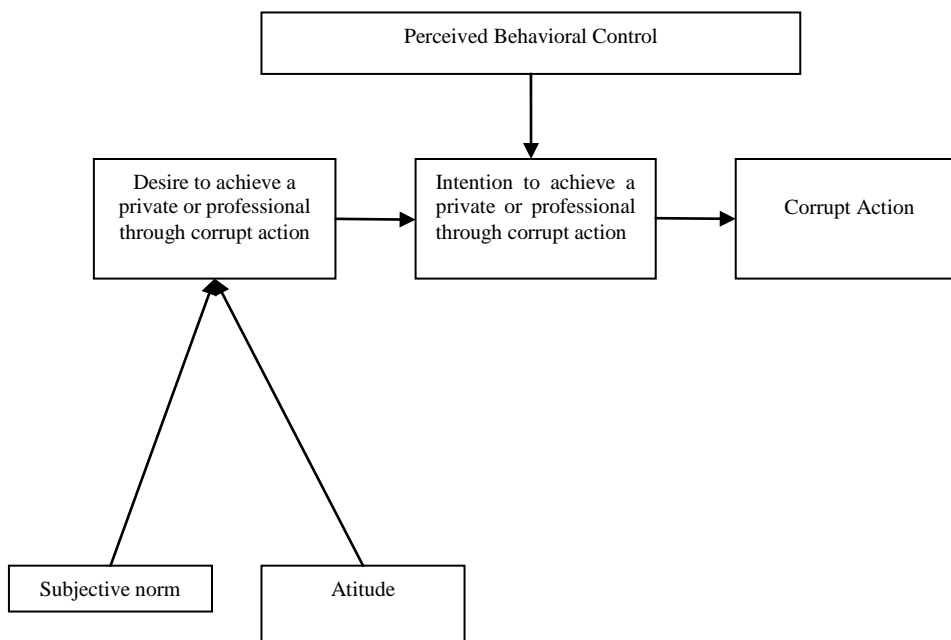 Perceived Behavioral Control
Desire to achieve a
private or professional
through corrupt action
Intention to achieve a
private or professional
through corrupt action
Corrupt Action
Subjective norm
Atitude